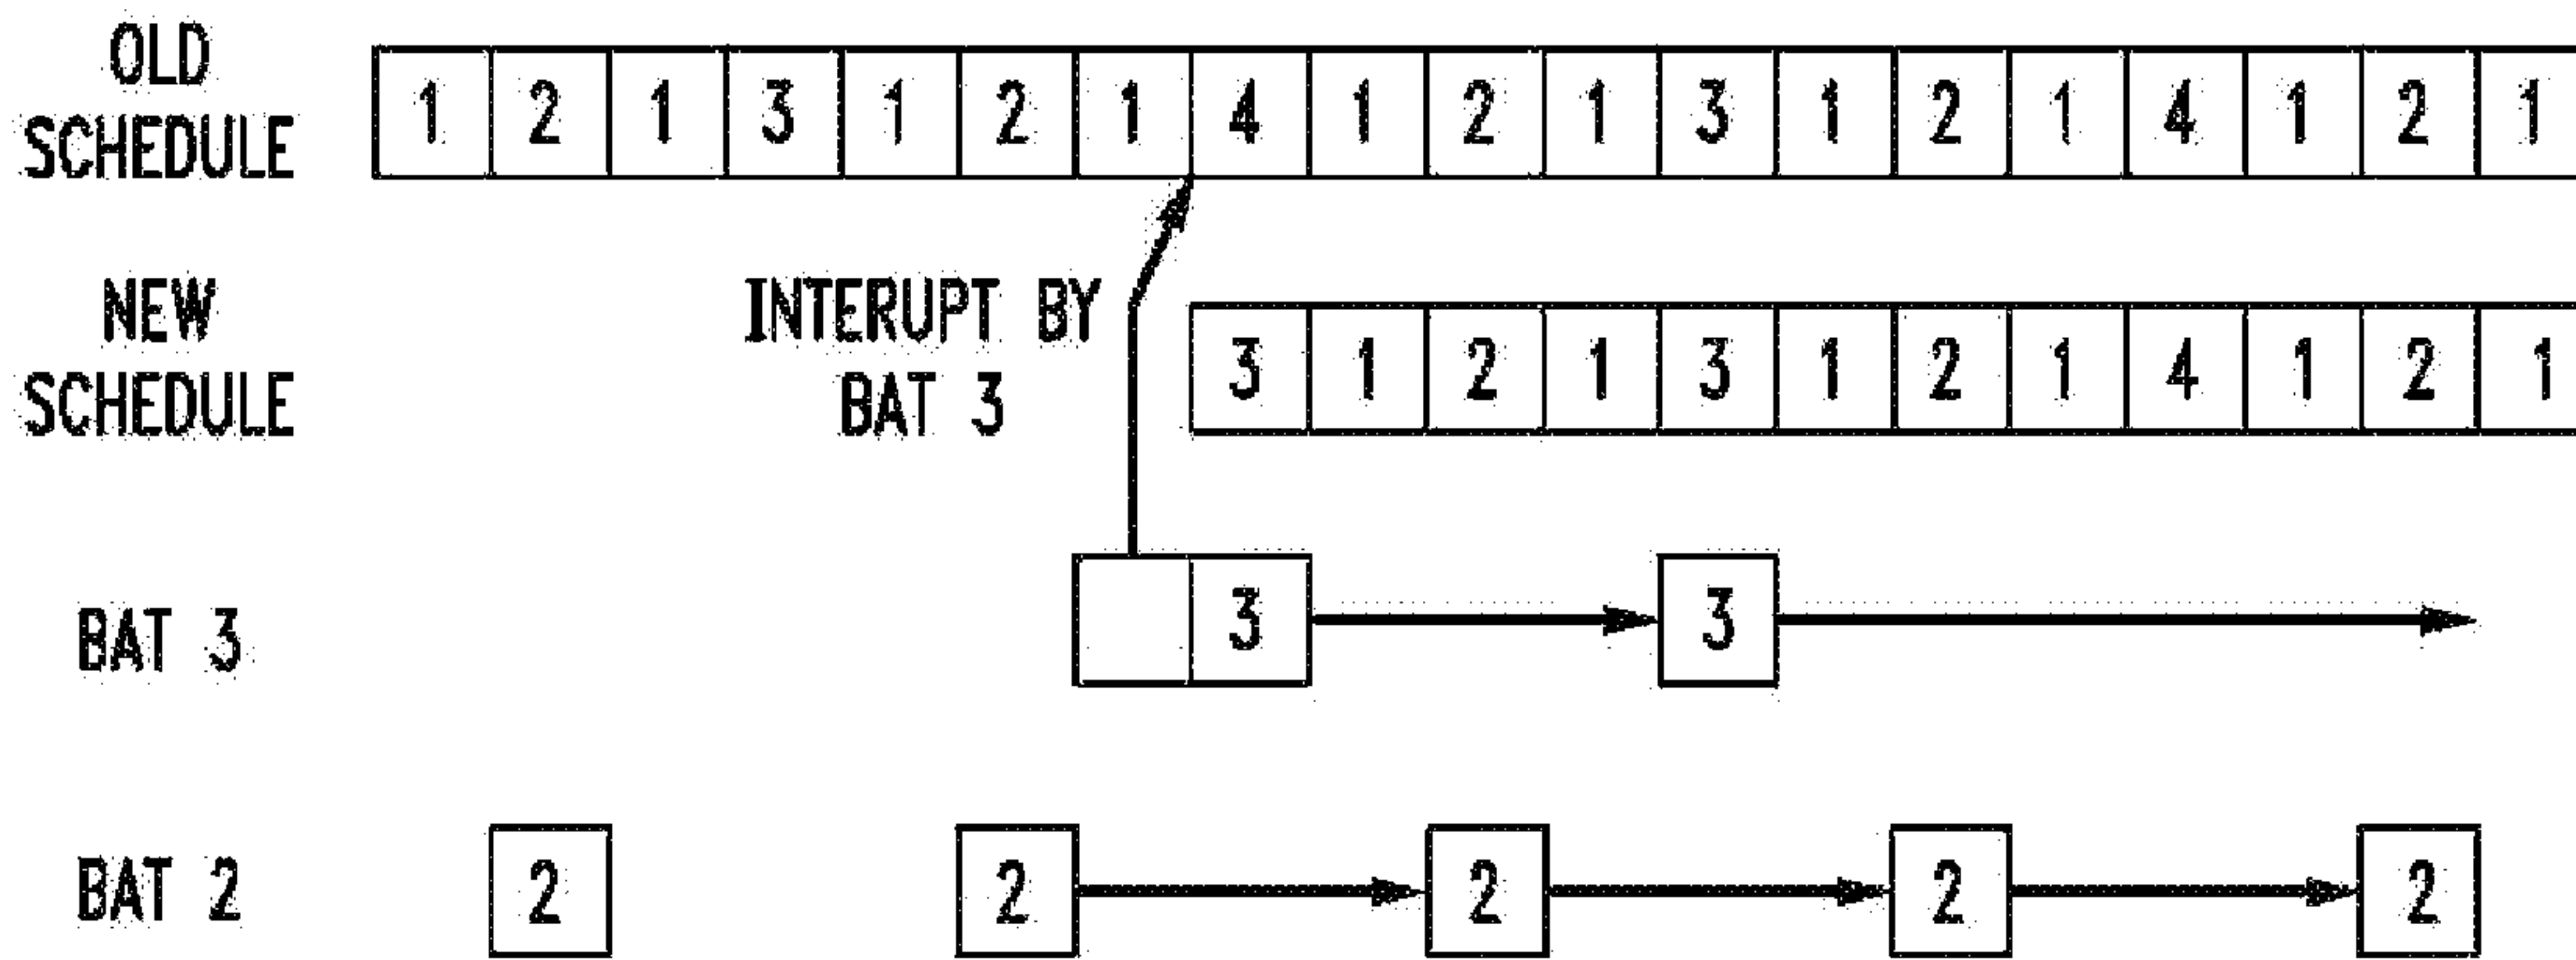 OLD
SCHEDULE
1 2 1 3 1 2 1 4 1 2 1 3 1 2 1 4 1 2 1
NEW
SCHEDULE
INTERUPT BY
BAT 3
3 1 2 1 3 1 2 1 4 1 2 1
BAT 3
3 3
BAT 2
2 2 2 2 2